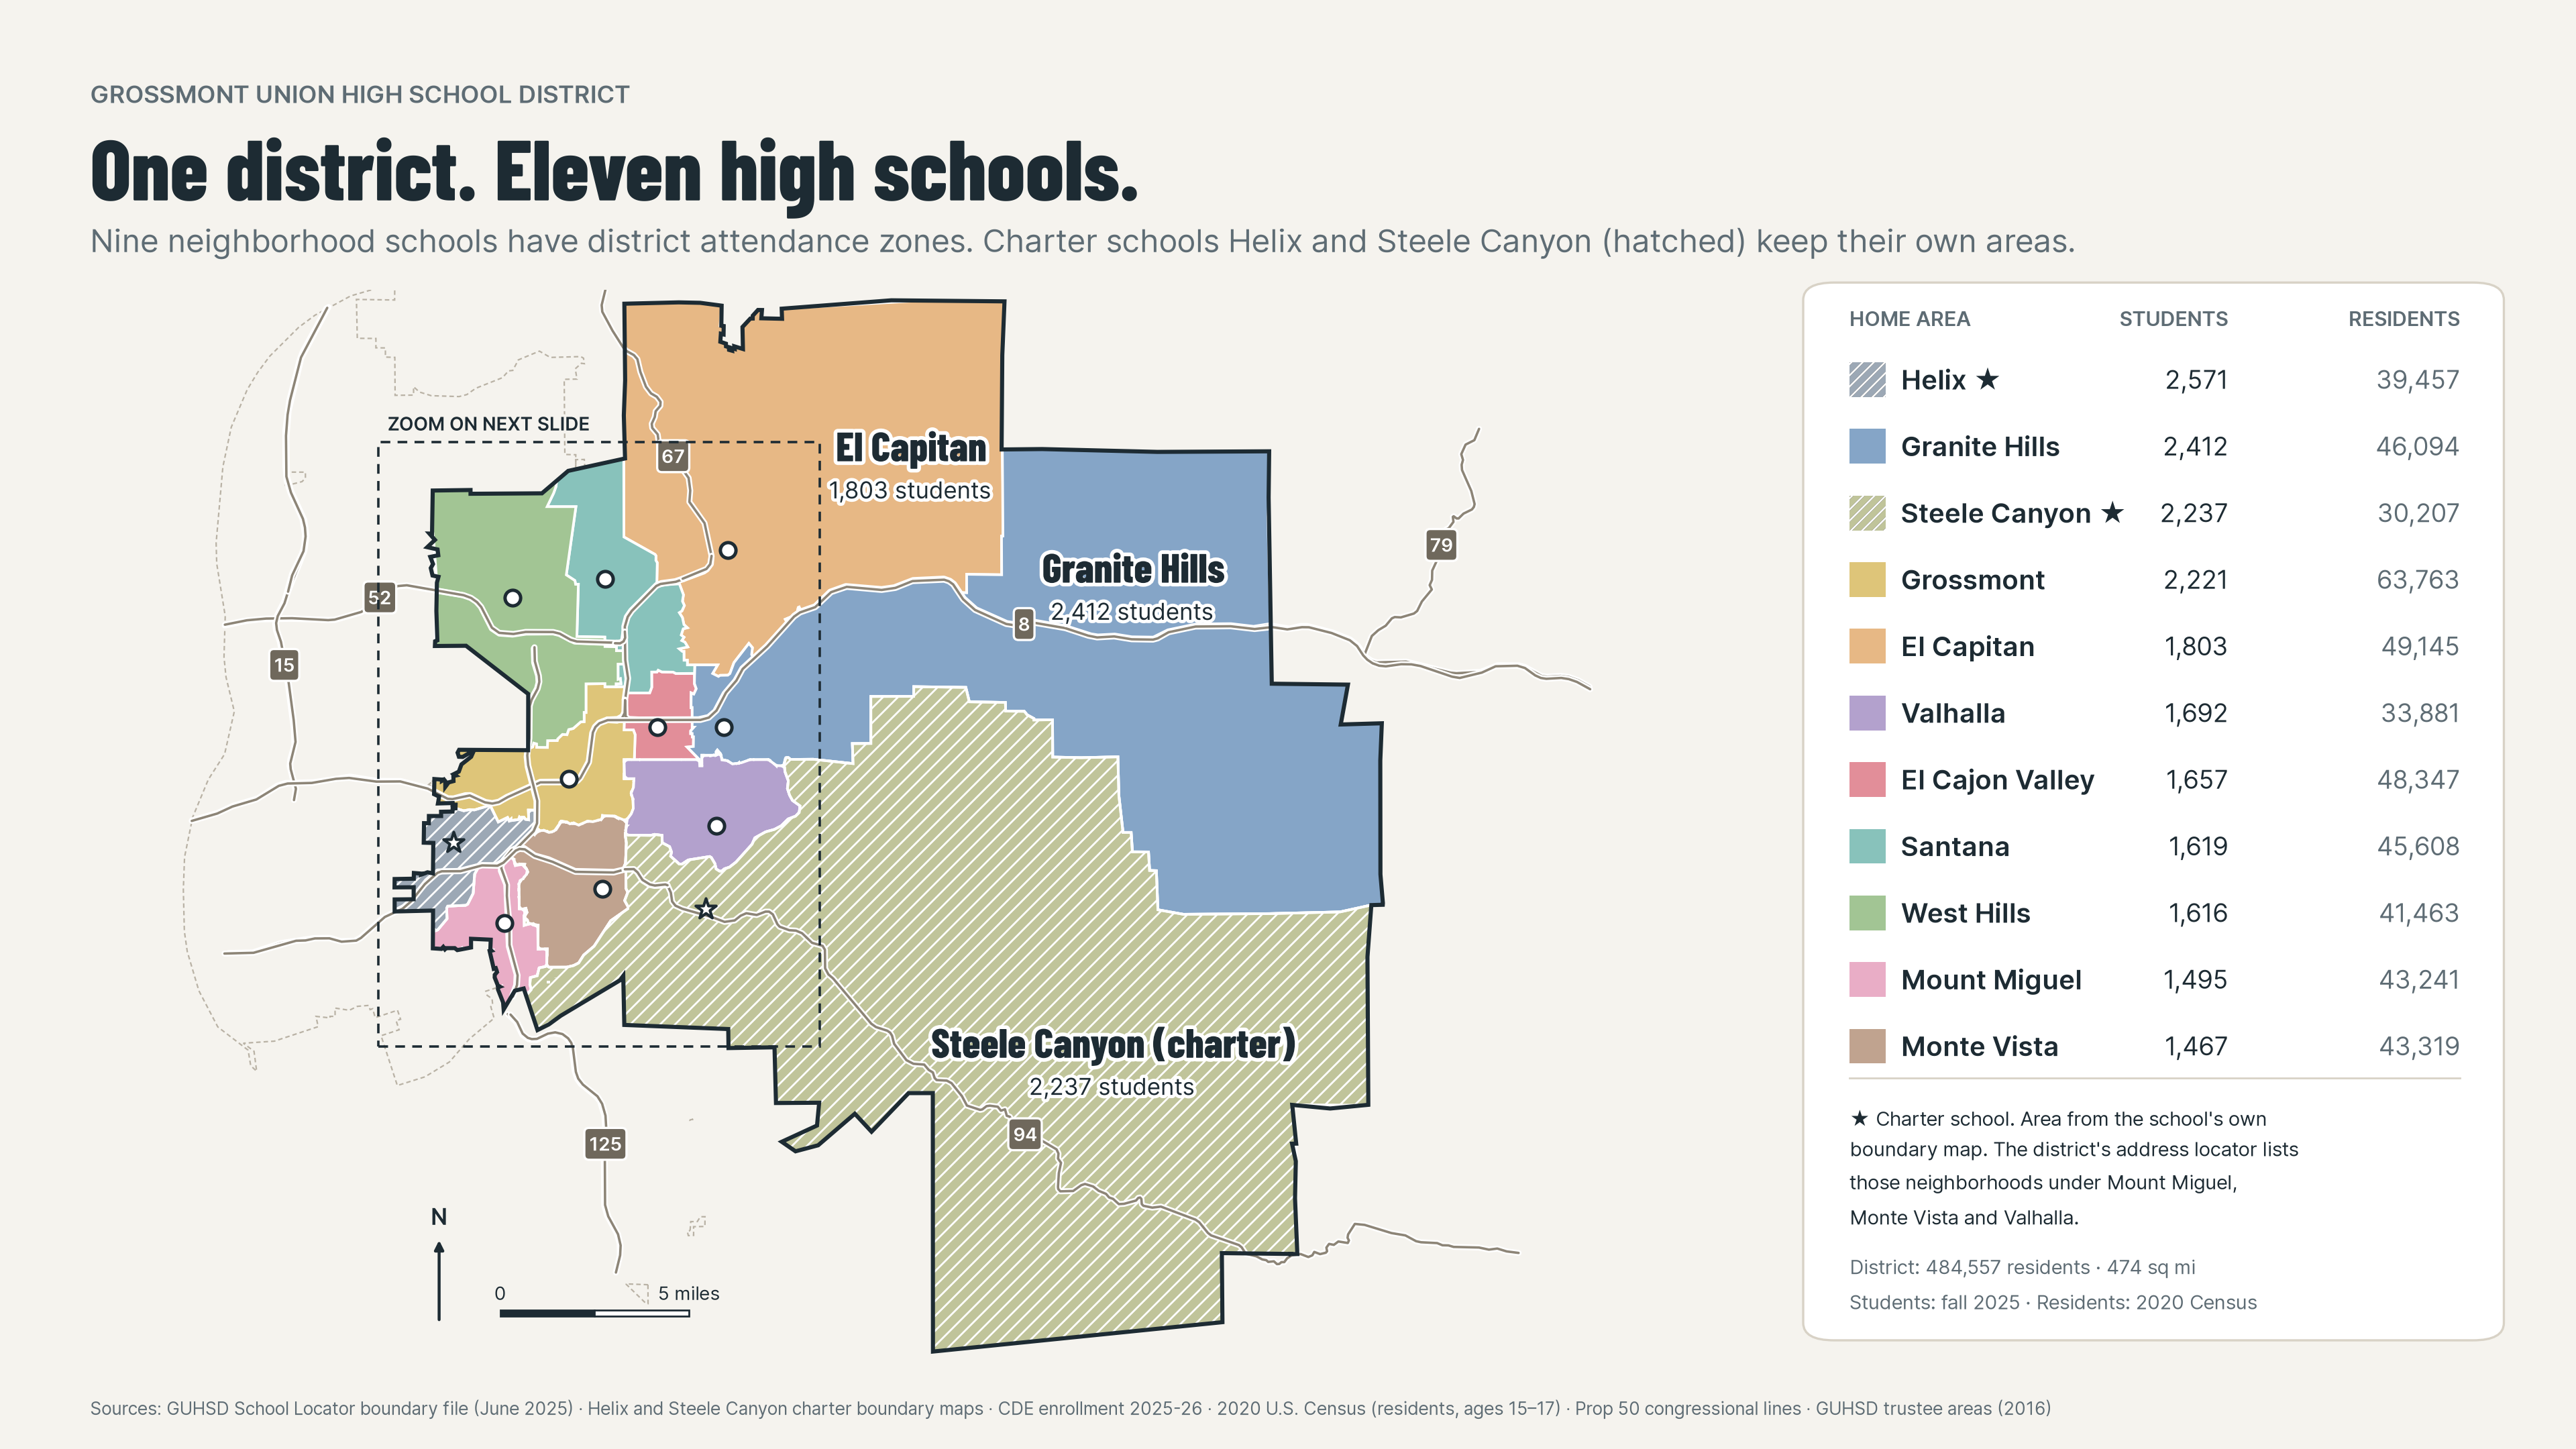 GROSSMONT UNION HIGH SCHOOL DISTRICT
One district. Eleven high schools.
Nine neighborhood schools have district attendance zones. Charter schools Helix and Steele Canyon (hatched) keep their own areas.
ZOOM ON NEXT SLIDE
67
El Capitan
1,803 students
Granite Hills
2,412 students
52
15
8
79
Steele Canyon (charter)
2,237 students
94
125
N
0 5 miles
HOME AREA STUDENTS RESIDENTS
Helix ★ 2,571 39,457
Granite Hills 2,412 46,094
Steele Canyon ★ 2,237 30,207
Grossmont 2,221 63,763
El Capitan 1,803 49,145
Valhalla 1,692 33,881
El Cajon Valley 1,657 48,347
Santana 1,619 45,608
West Hills 1,616 41,463
Mount Miguel 1,495 43,241
Monte Vista 1,467 43,319
★ Charter school. Area from the school's own
boundary map. The district's address locator lists
those neighborhoods under Mount Miguel,
Monte Vista and Valhalla.
District: 484,557 residents · 474 sq mi
Students: fall 2025 · Residents: 2020 Census
Sources: GUHSD School Locator boundary file (June 2025) · Helix and Steele Canyon charter boundary maps · CDE enrollment 2025-26 · 2020 U.S. Census (residents, ages 15–17) · Prop 50 congressional lines · GUHSD trustee areas (2016)